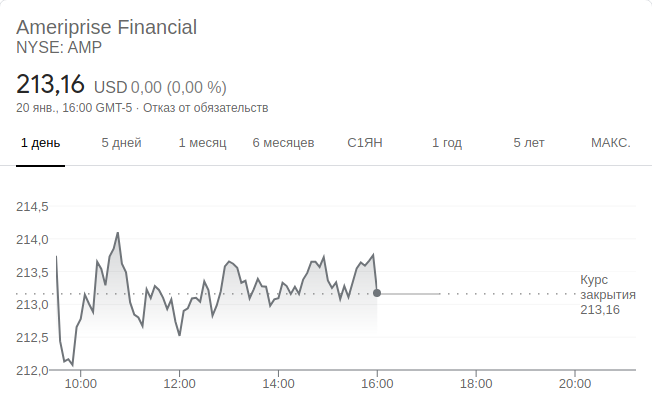 Ameriprise Financial
NYSE: AMP
213,16 USD 0,00 (0,00 %)
20 янв., 16:00 GMT-5 · Отказ от обязательств
1 день 5 дней 1 месяц 6 месяцев С1ЯН 1 год 5 лет МАКС.
214,5
214,0
213,5
213,0
212,5
212,0
Курс
закрытия
213,16
10:00 12:00 14:00 16:00 18:00 20:00